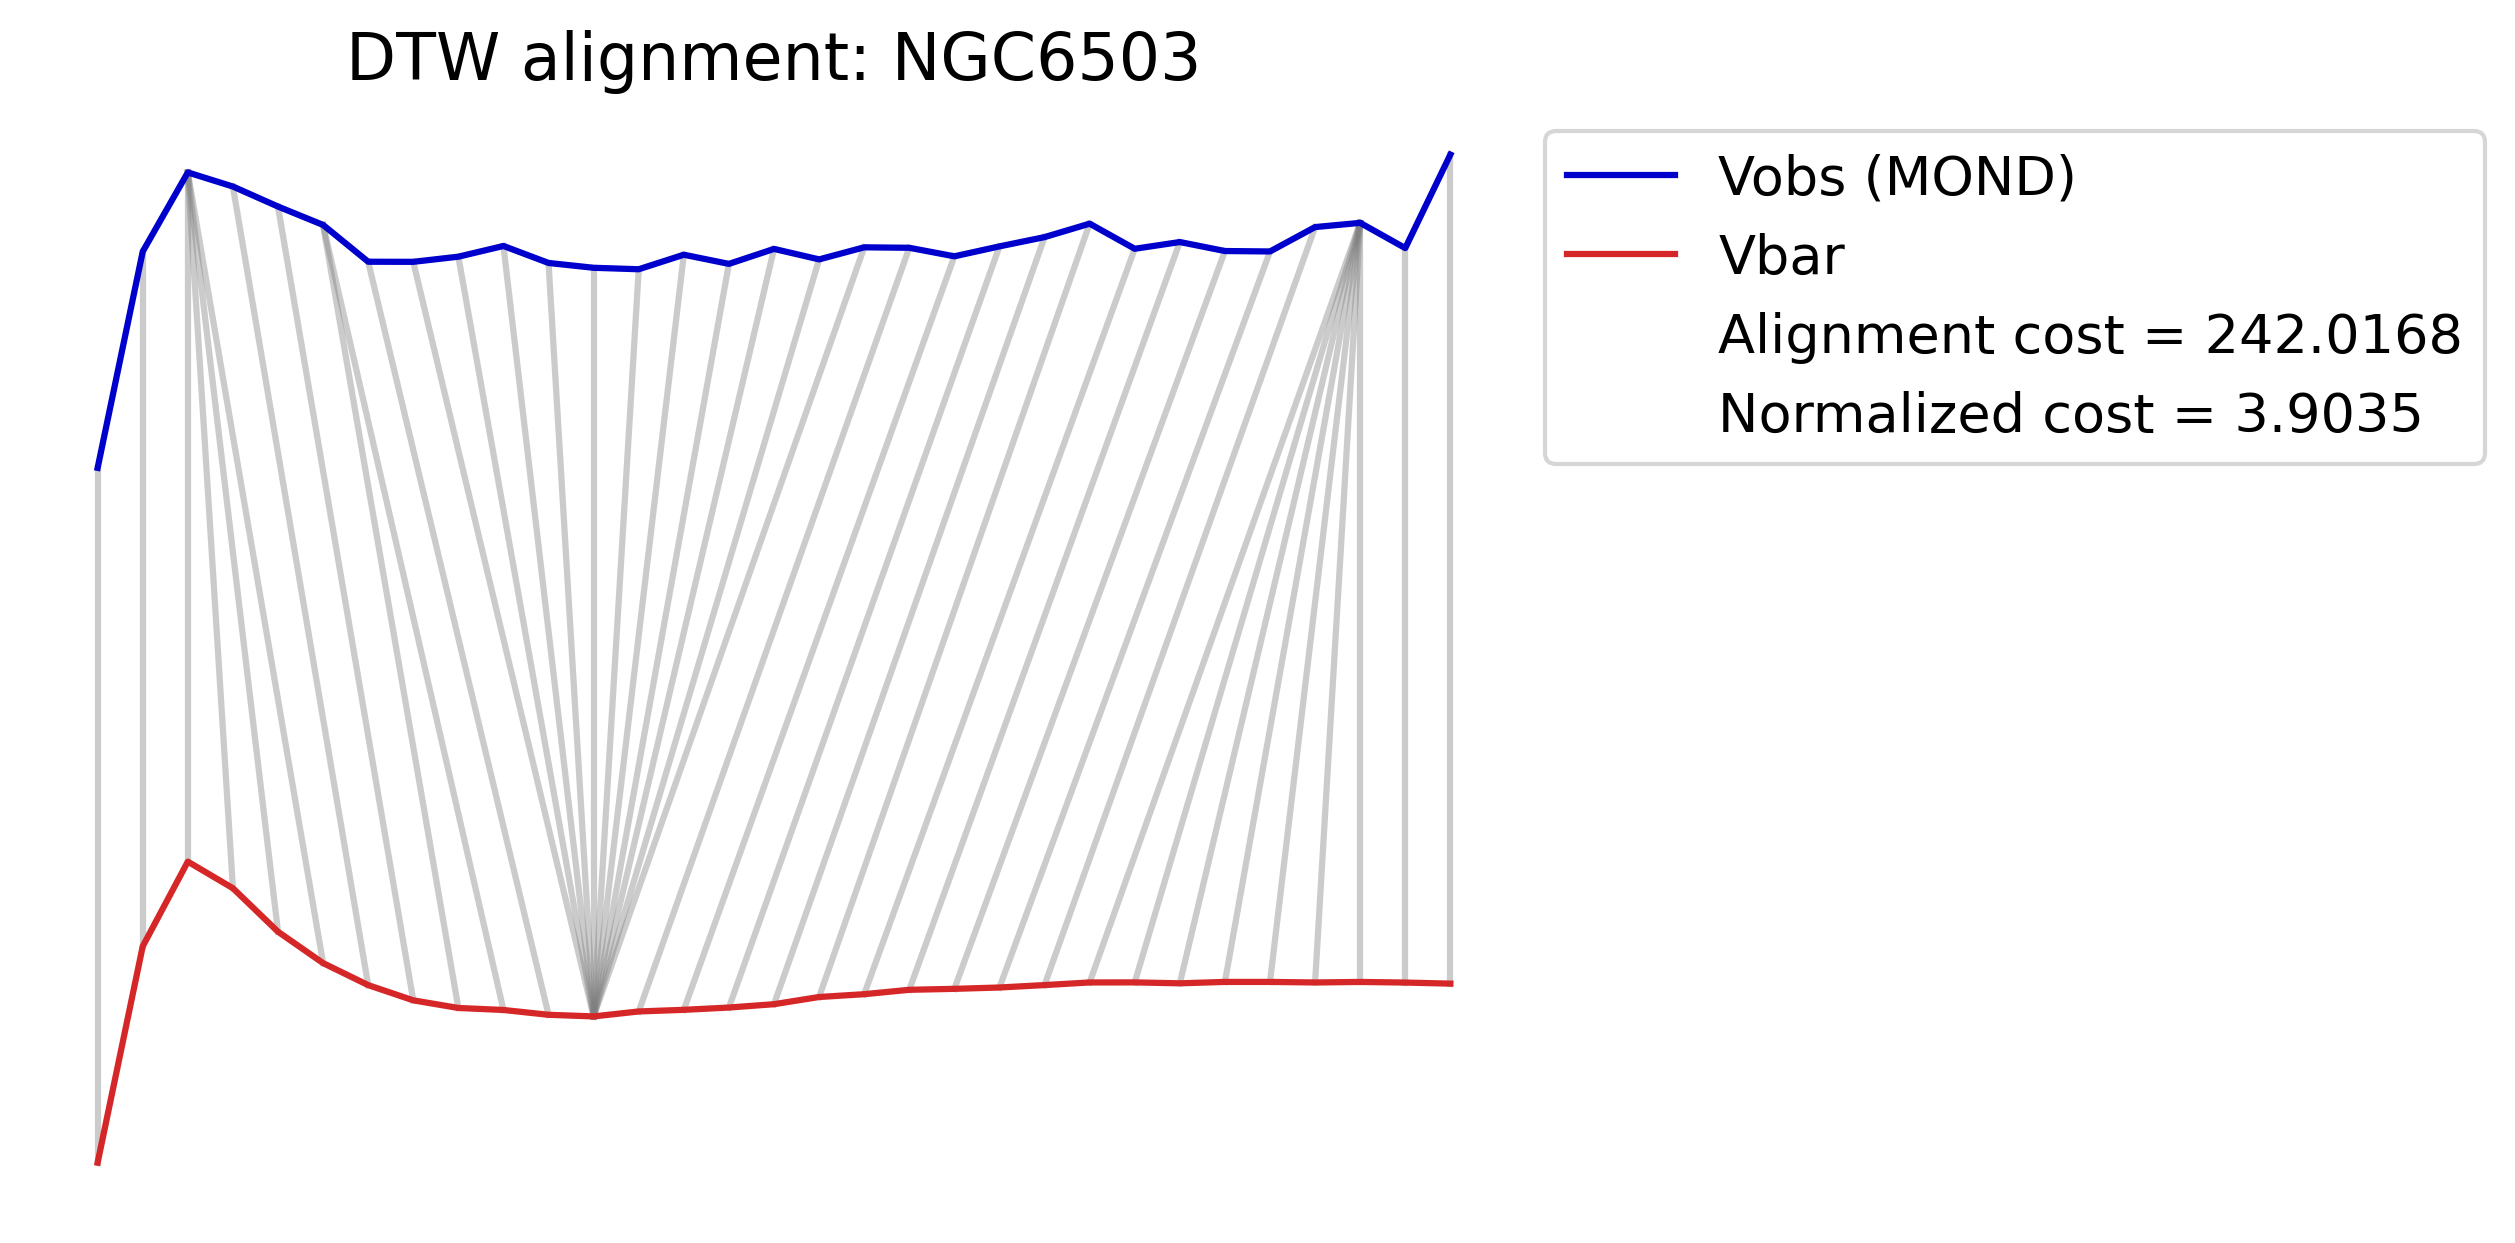 DTW alignment: NGC6503
Vobs (MOND)
Vbar
Alignment cost = 242.0168
Normalized cost = 3.9035